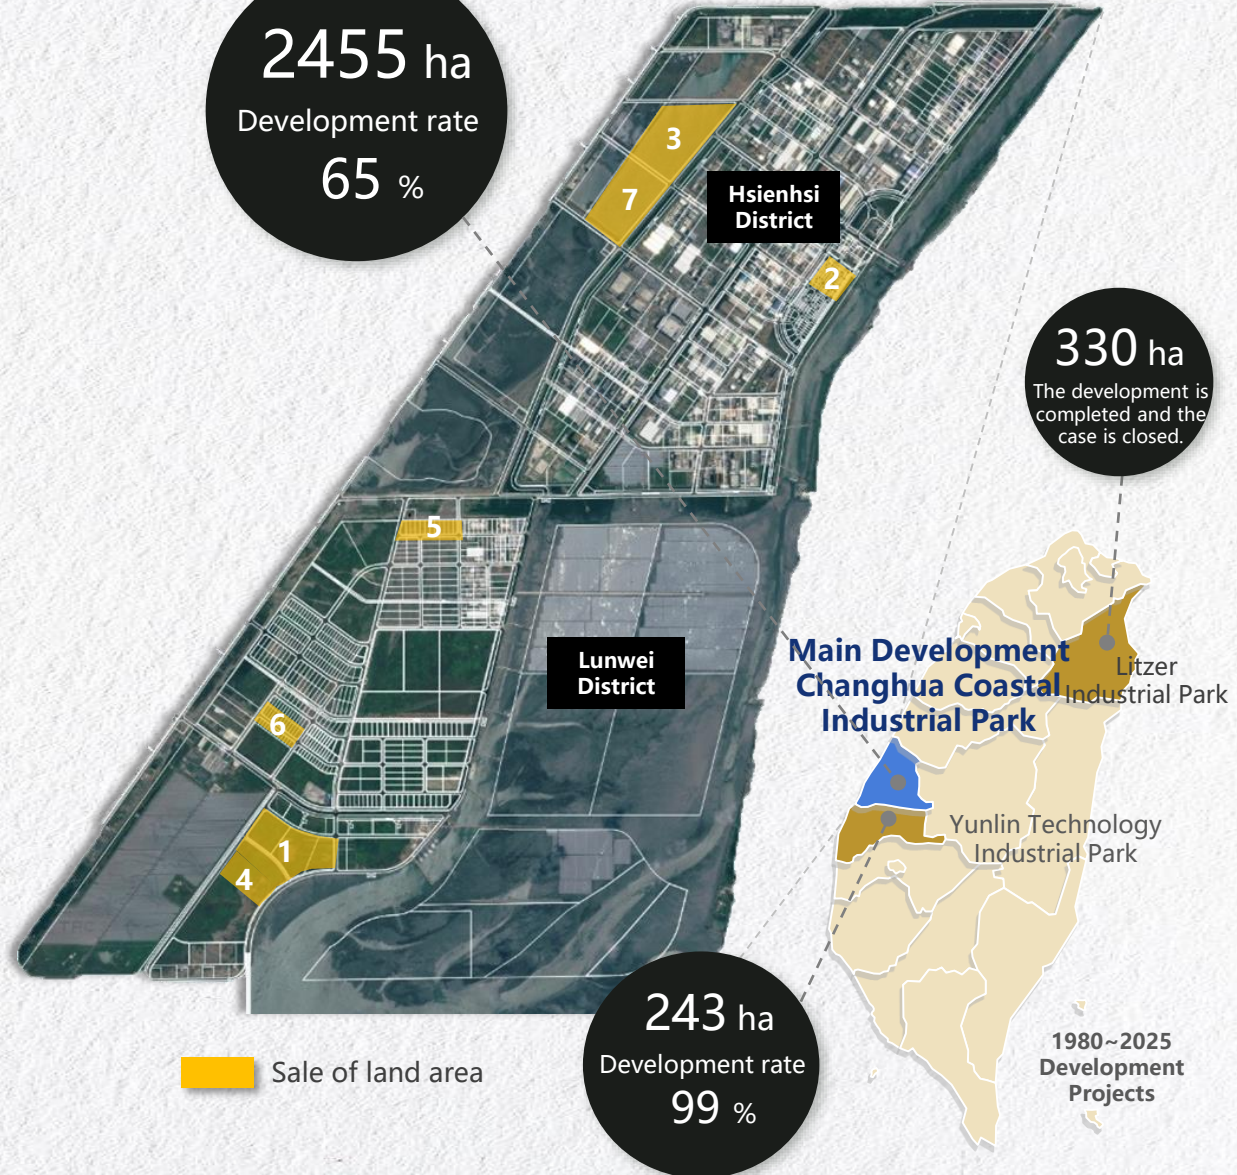 2455 ha
Development rate
65 %
3
7
Hsienhsi
District
2
330 ha
The development is
completed and the
case is closed.
5
Lunwei
District
Main Development
Changhua Coastal
Industrial Park
Litzer
Industrial Park
6
Yunlin Technology
Industrial Park
1
4
243 ha
Development rate
99 %
1980~2025
Development
Projects
Sale of land area